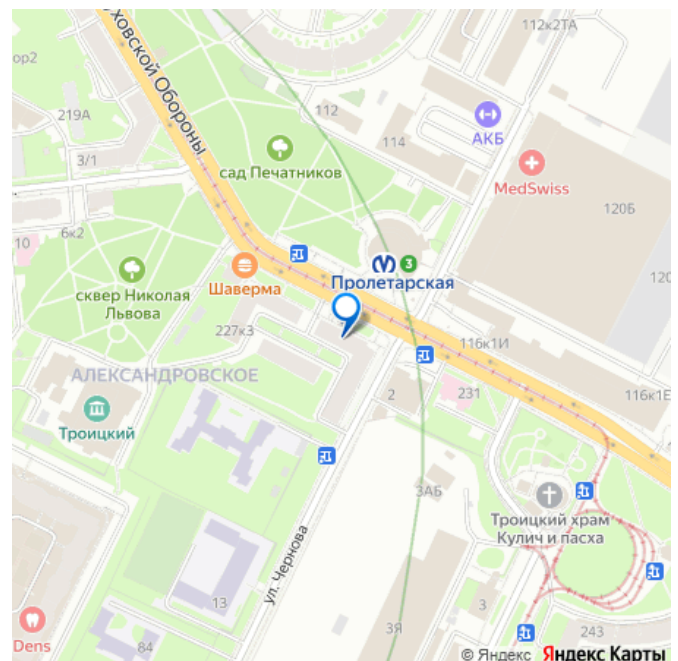 112к2ТА
ор2
уховской Обороны
219А
112
114
АКБ
3/1
сад Печатников
MedSwiss
120Б
6к2
10
3
Пролетарская
120
сквер Николая
Львова
Шаверма
227к3
116к1И
АЛЕКСАНДРОВСКОЕ
2
231
116к1Е
Троицкий
3АБ
Троицкий храм
Кулич и пасха
ул. Чернова
13
3
Dens
84
3Я
243
© Яндекс Яндекс Карты